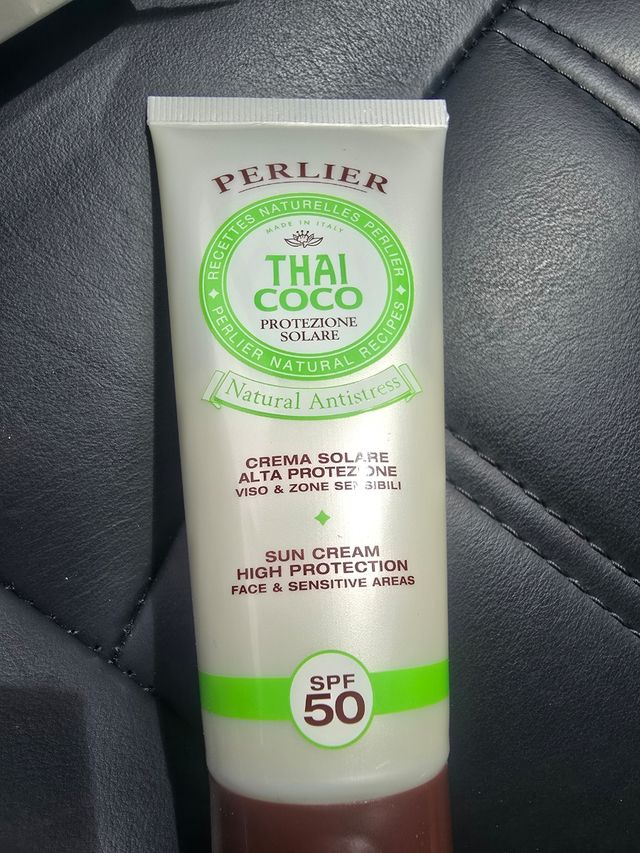 PERLIER
RECETTES NATURELLES PERLIER
MADE IN ITALY
THAI
COCO
PROTEZIONE
SOLARE
PERLIER NATURAL RECIPES
Natural Antistress
CREMA SOLARE
ALTA PROTEZIONE
VISO & ZONE SENSIBILI
SUN CREAM
HIGH PROTECTION
FACE & SENSITIVE AREAS
SPF
50